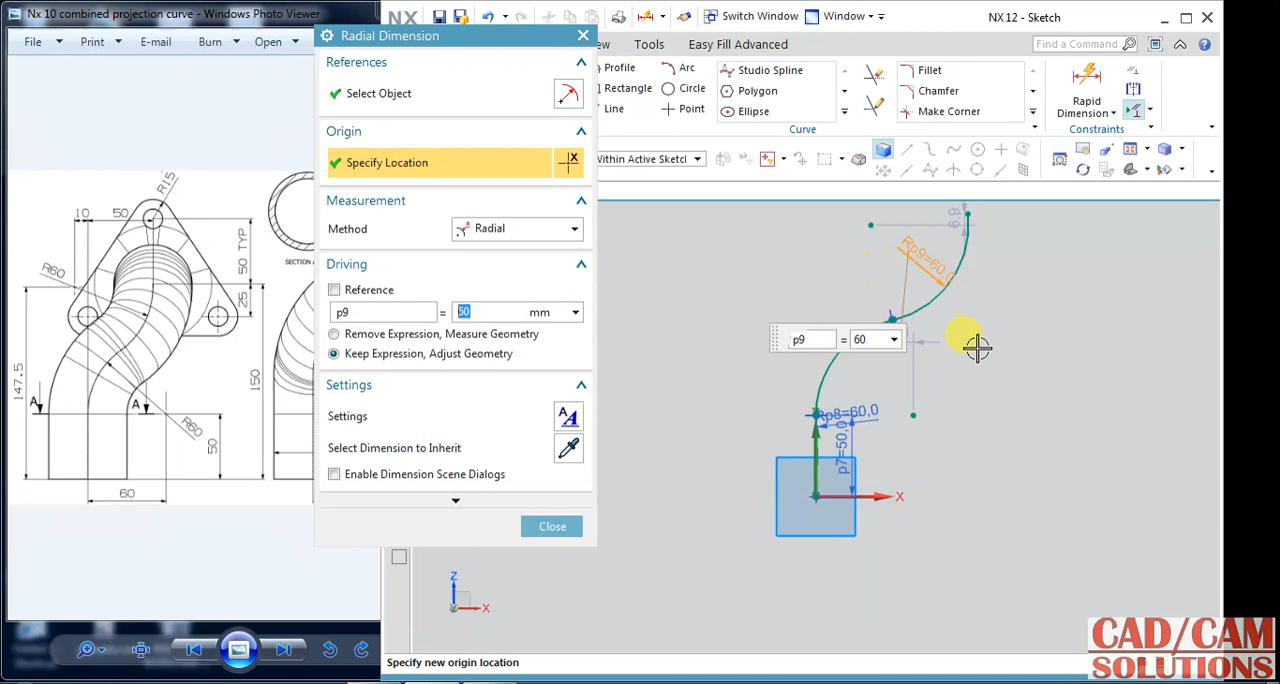 Nx 10 combined projection curve - Windows Photo Viewer
File Print E-mail Burn Open
R15
10 50
R60
50 TYP.
25
SECTION A
147.5
150
A A
R60
50
60
Radial Dimension
References
Select Object
Origin
Specify Location
Measurement
Method Radial
Driving
Reference
p9 = 60 mm
Remove Expression, Measure Geometry
Keep Expression, Adjust Geometry
Settings
Settings
Select Dimension to Inherit
Enable Dimension Scene Dialogs
Close
NX Switch Window Window NX 12 - Sketch
ew Tools Easy Fill Advanced Find a Command
Profile Arc Studio Spline Fillet
Rectangle Circle Polygon Chamfer Rapid
Line Point Ellipse Make Corner Dimension
Curve Constraints
Within Active Sketcl
6,9
Rp9=60,0
p9 = 60
Rp8=60,0
p7=50,0
X
Z
X
Specify new origin location
CAD/CAM
SOLUTIONS